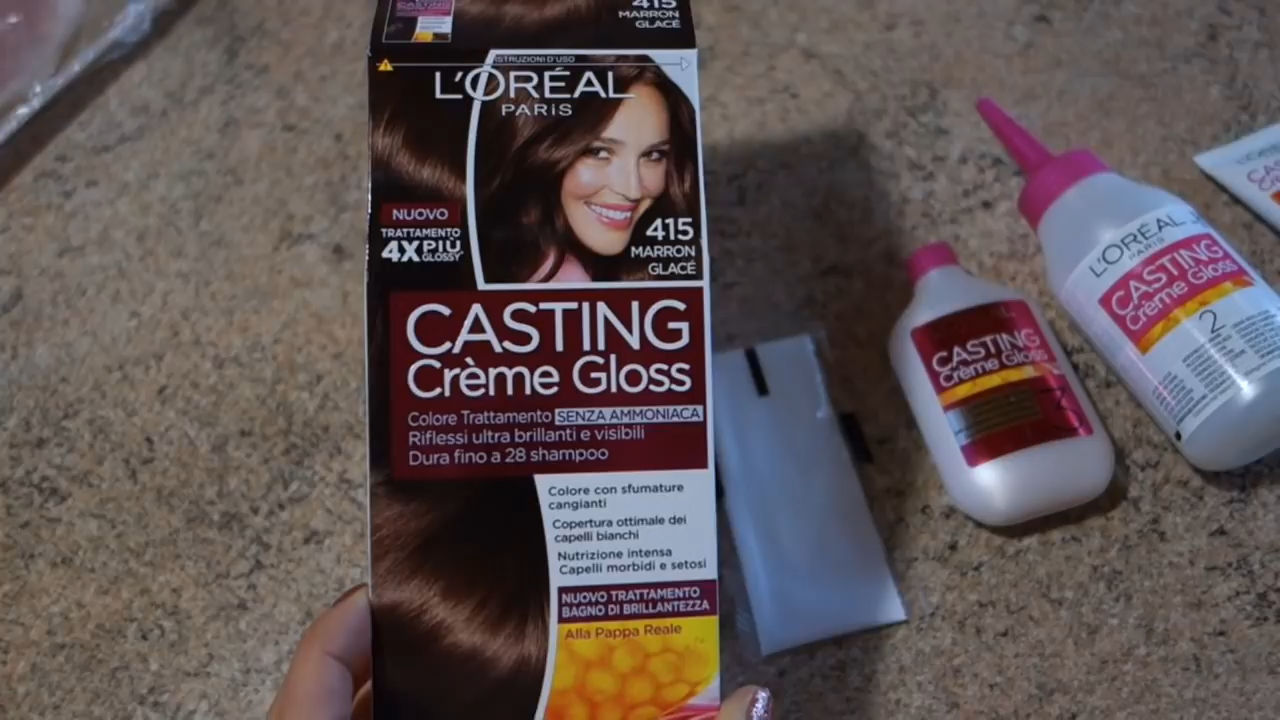 415
MARRON
GLACÉ
ISTRUZIONI D'USO
L'ORÉAL
PARIS
NUOVO
TRATTAMENTO
4X PIÙ
GLOSSY*
415
MARRON
GLACÉ
CASTING
Crème Gloss
Colore Trattamento SENZA AMMONIACA
Riflessi ultra brillanti e visibili
Dura fino a 28 shampoo
Colore con sfumature
cangianti
Copertura ottimale dei
capelli bianchi
Nutrizione intensa
Capelli morbidi e setosi
NUOVO TRATTAMENTO
BAGNO DI BRILLANTEZZA
Alla Pappa Reale
CASTING
Crème Gloss
3
L'ORÉAL
PARIS
CASTING
Crème Gloss
2